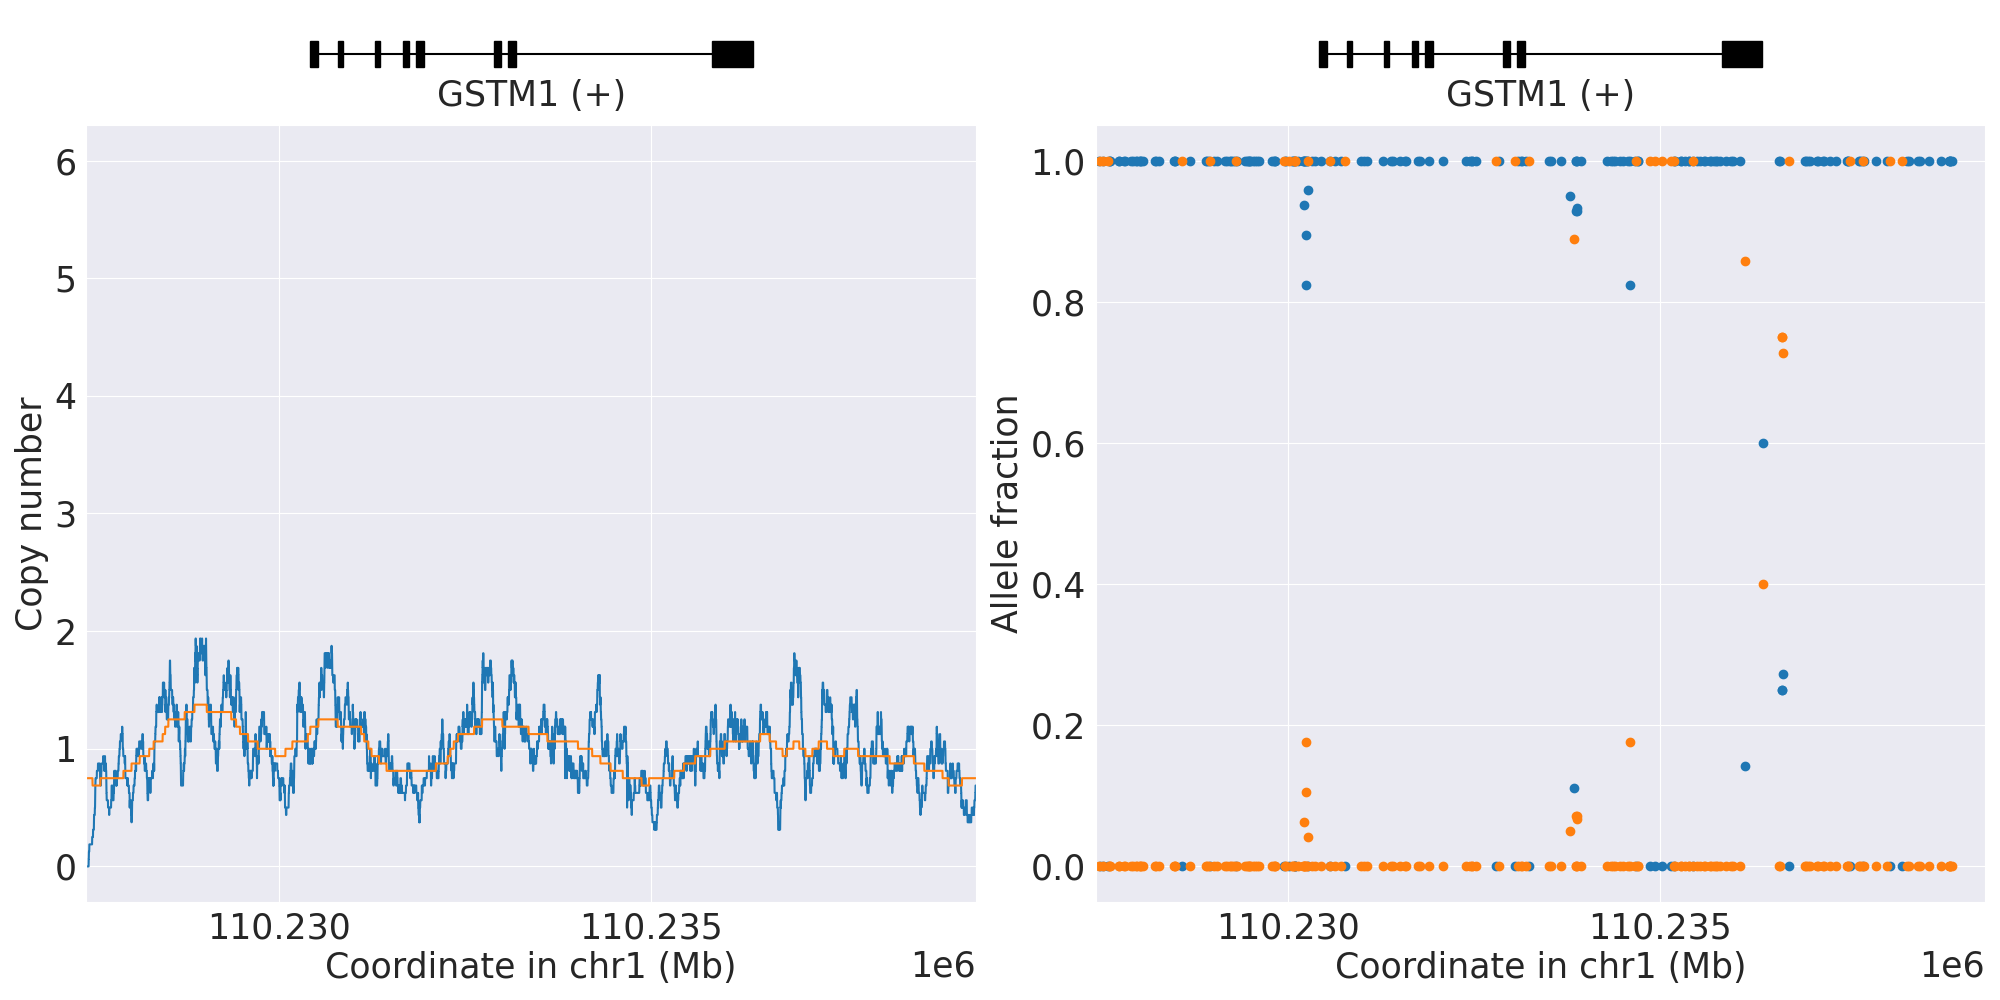 GSTM1 (+)
6
5
4
3
2
1
0
Copy number
110.230
110.235
Coordinate in chr1 (Mb)
1e6
GSTM1 (+)
1.0
0.8
0.6
0.4
0.2
0.0
Allele fraction
110.230
110.235
Coordinate in chr1 (Mb)
1e6